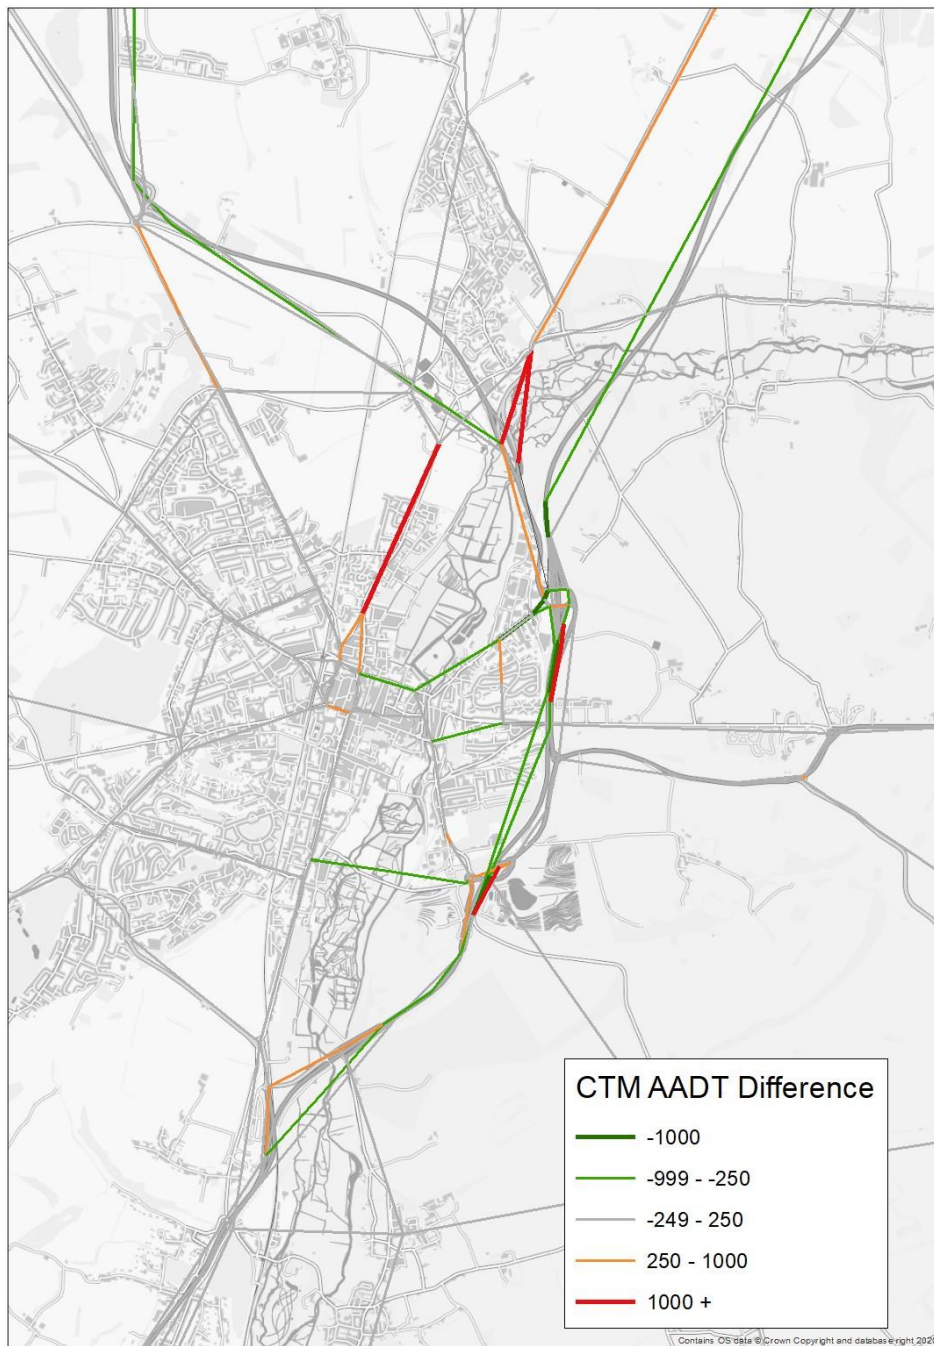 CTM AADT Difference
-1000
-999 - -250
-249 - 250
250 - 1000
1000 +
Contains OS data © Crown Copyright and database right 2020